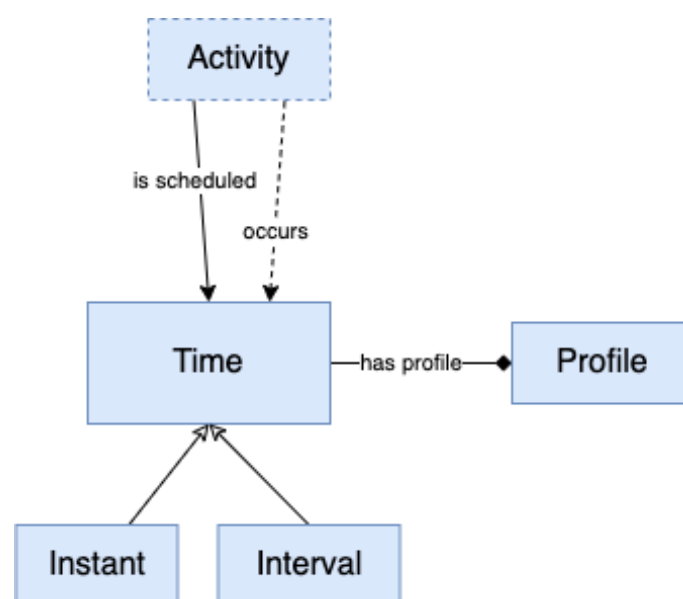 Activity
is scheduled
occurs
Time
has profile
Profile
Instant
Interval